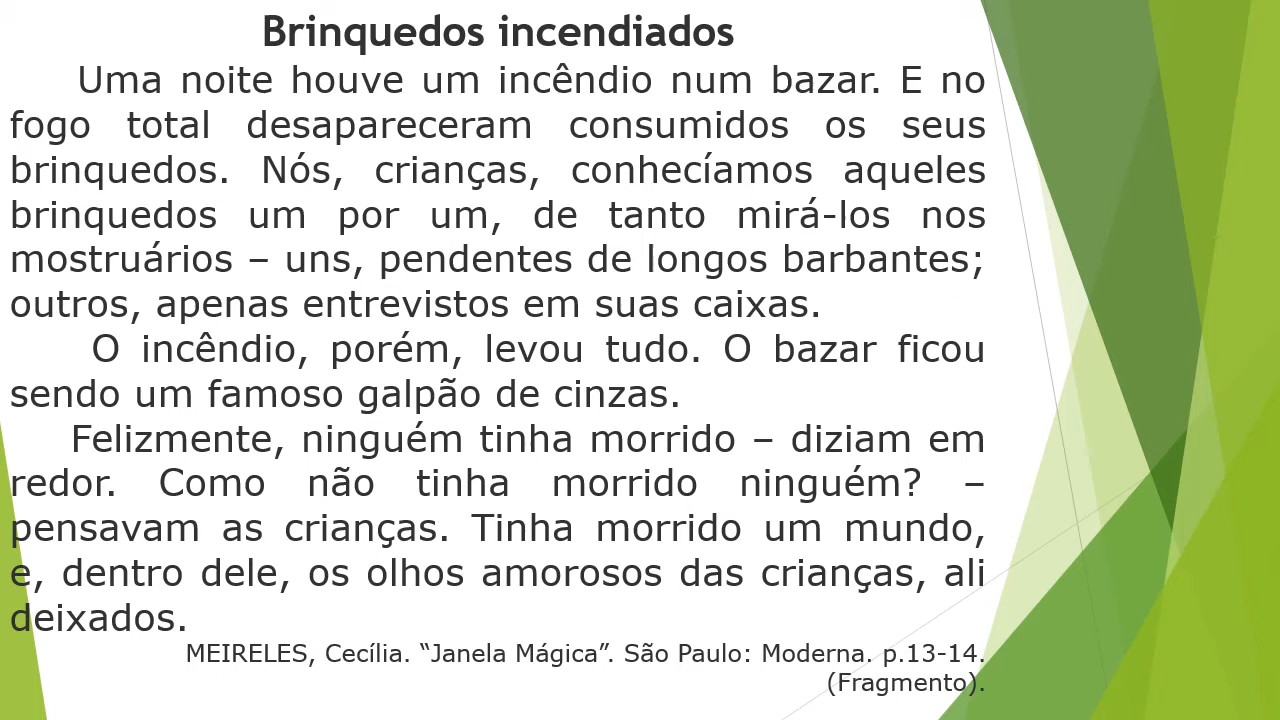 Brinquedos incendiados
Uma noite houve um incêndio num bazar. E no
fogo total desapareceram consumidos os seus
brinquedos. Nós, crianças, conhecíamos aqueles
brinquedos um por um, de tanto mirá-los nos
mostruários – uns, pendentes de longos barbantes;
outros, apenas entrevistos em suas caixas.
O incêndio, porém, levou tudo. O bazar ficou
sendo um famoso galpão de cinzas.
Felizmente, ninguém tinha morrido – diziam em
redor. Como não tinha morrido ninguém? –
pensavam as crianças. Tinha morrido um mundo,
e, dentro dele, os olhos amorosos das crianças, ali
deixados.
MEIRELES, Cecília. “Janela Mágica”. São Paulo: Moderna. p.13-14.
(Fragmento).